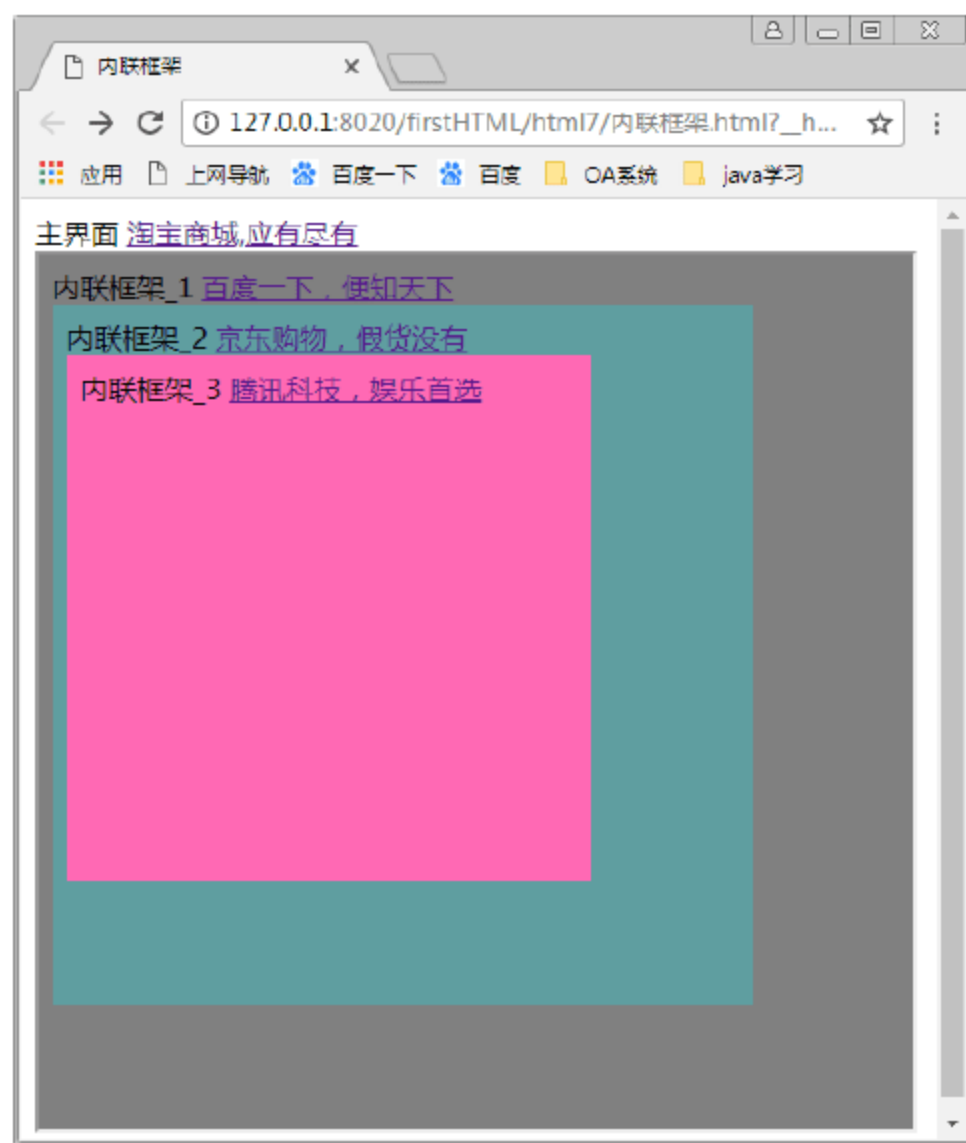 内联框架
127.0.0.1:8020/firstHTML/html7/内联框架.html?__h...
应用 上网导航 百度一下 百度 OA系统 java学习
主界面 淘宝商城,应有尽有
内联框架_1 百度一下，便知天下
内联框架_2 京东购物，假货没有
内联框架_3 腾讯科技，娱乐首选